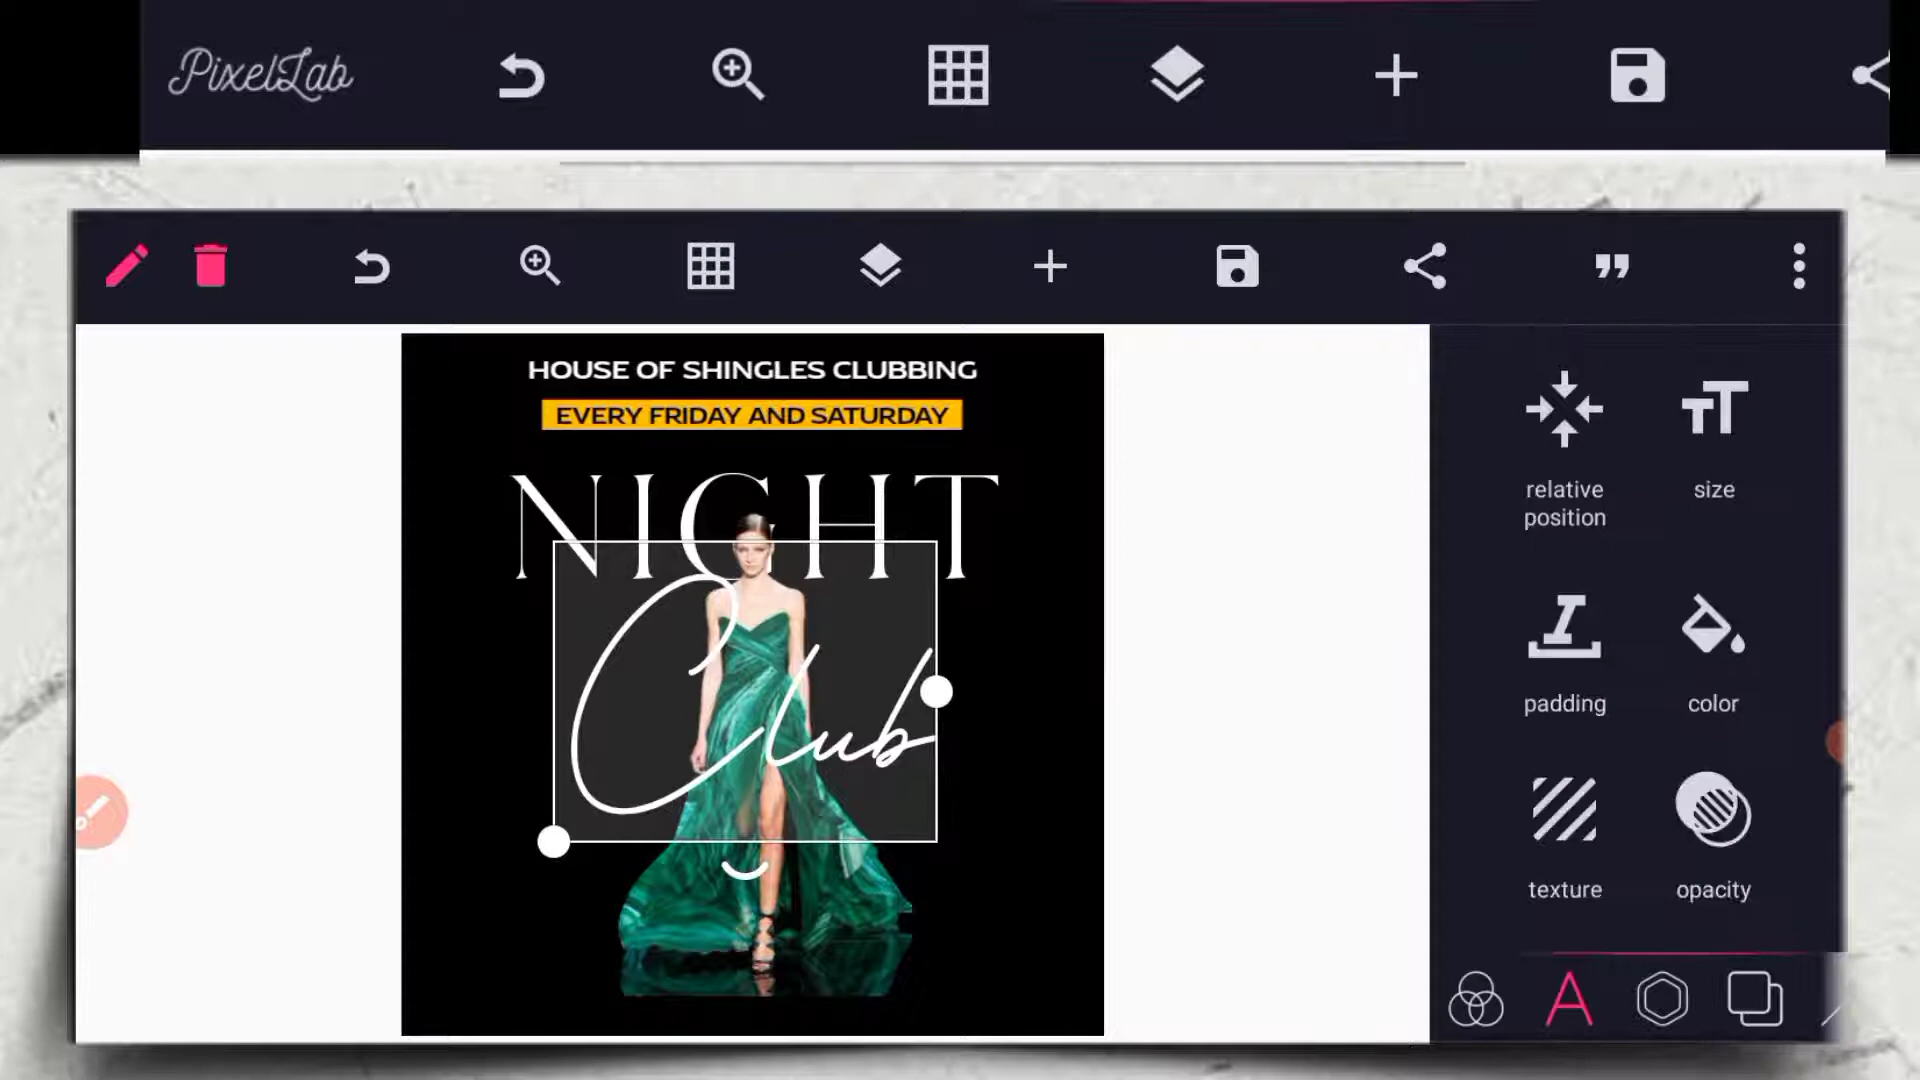 PixelLab
HOUSE OF SHINGLES CLUBBING
EVERY FRIDAY AND SATURDAY
NIGHT
Club
relative position
size
padding
color
texture
opacity